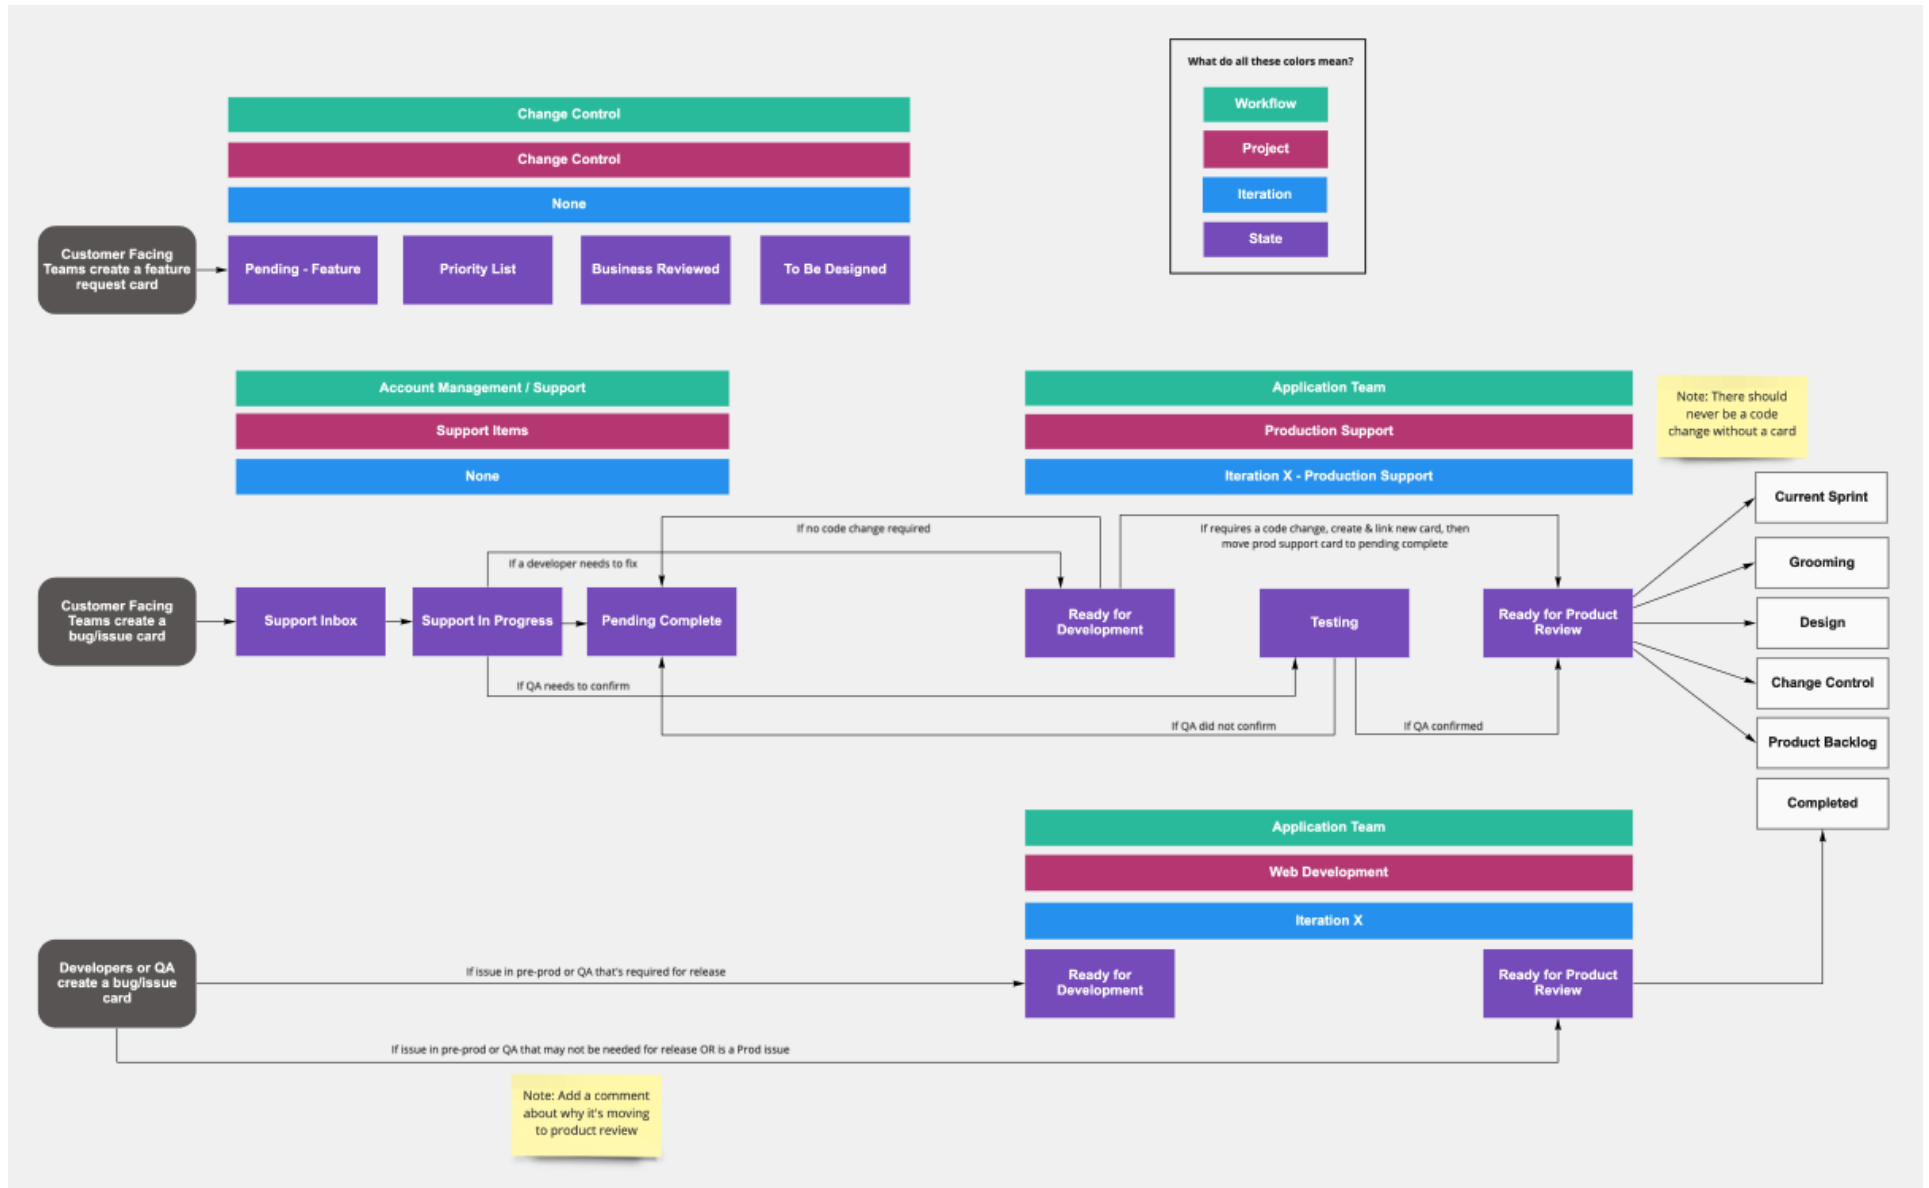 What do all these colors mean?
Workflow
Project
Iteration
State
Change Control
Change Control
None
Customer Facing
Teams create a feature
request card
Pending - Feature
Priority List
Business Reviewed
To Be Designed
Account Management / Support
Support Items
None
Application Team
Production Support
Iteration X - Production Support
Note: There should
never be a code
change without a card
If no code change required
If a developer needs to fix
If requires a code change, create & link new card, then
move prod support card to pending complete
Customer Facing
Teams create a
bug/issue card
Support Inbox
Support In Progress
Pending Complete
Ready for
Development
Testing
Ready for Product
Review
If QA needs to confirm
If QA did not confirm
If QA confirmed
Current Sprint
Grooming
Design
Change Control
Product Backlog
Completed
Application Team
Web Development
Iteration X
Developers or QA
create a bug/issue
card
If issue in pre-prod or QA that's required for release
Ready for
Development
Ready for Product
Review
If issue in pre-prod or QA that may not be needed for release OR is a Prod issue
Note: Add a comment
about why it's moving
to product review